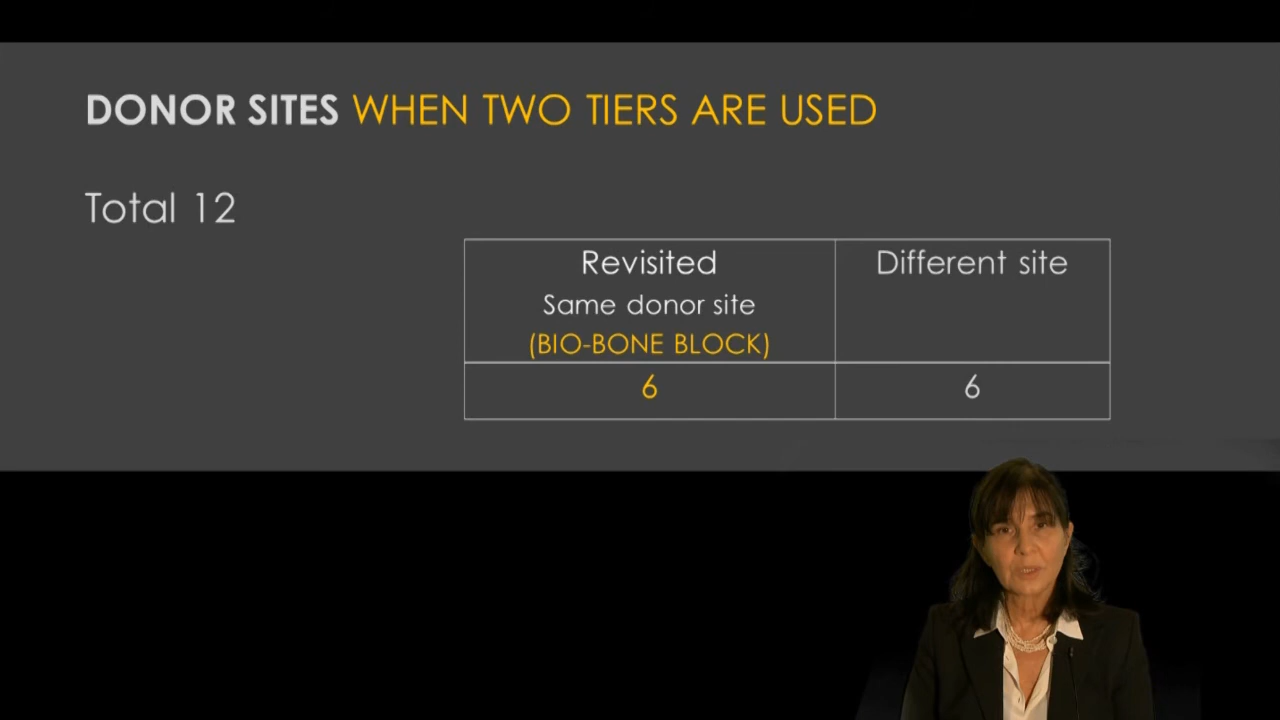 DONOR SITES WHEN TWO TIERS ARE USED
Total 12
Revisited
Same donor site
(BIO-BONE BLOCK)
Different site
6
6